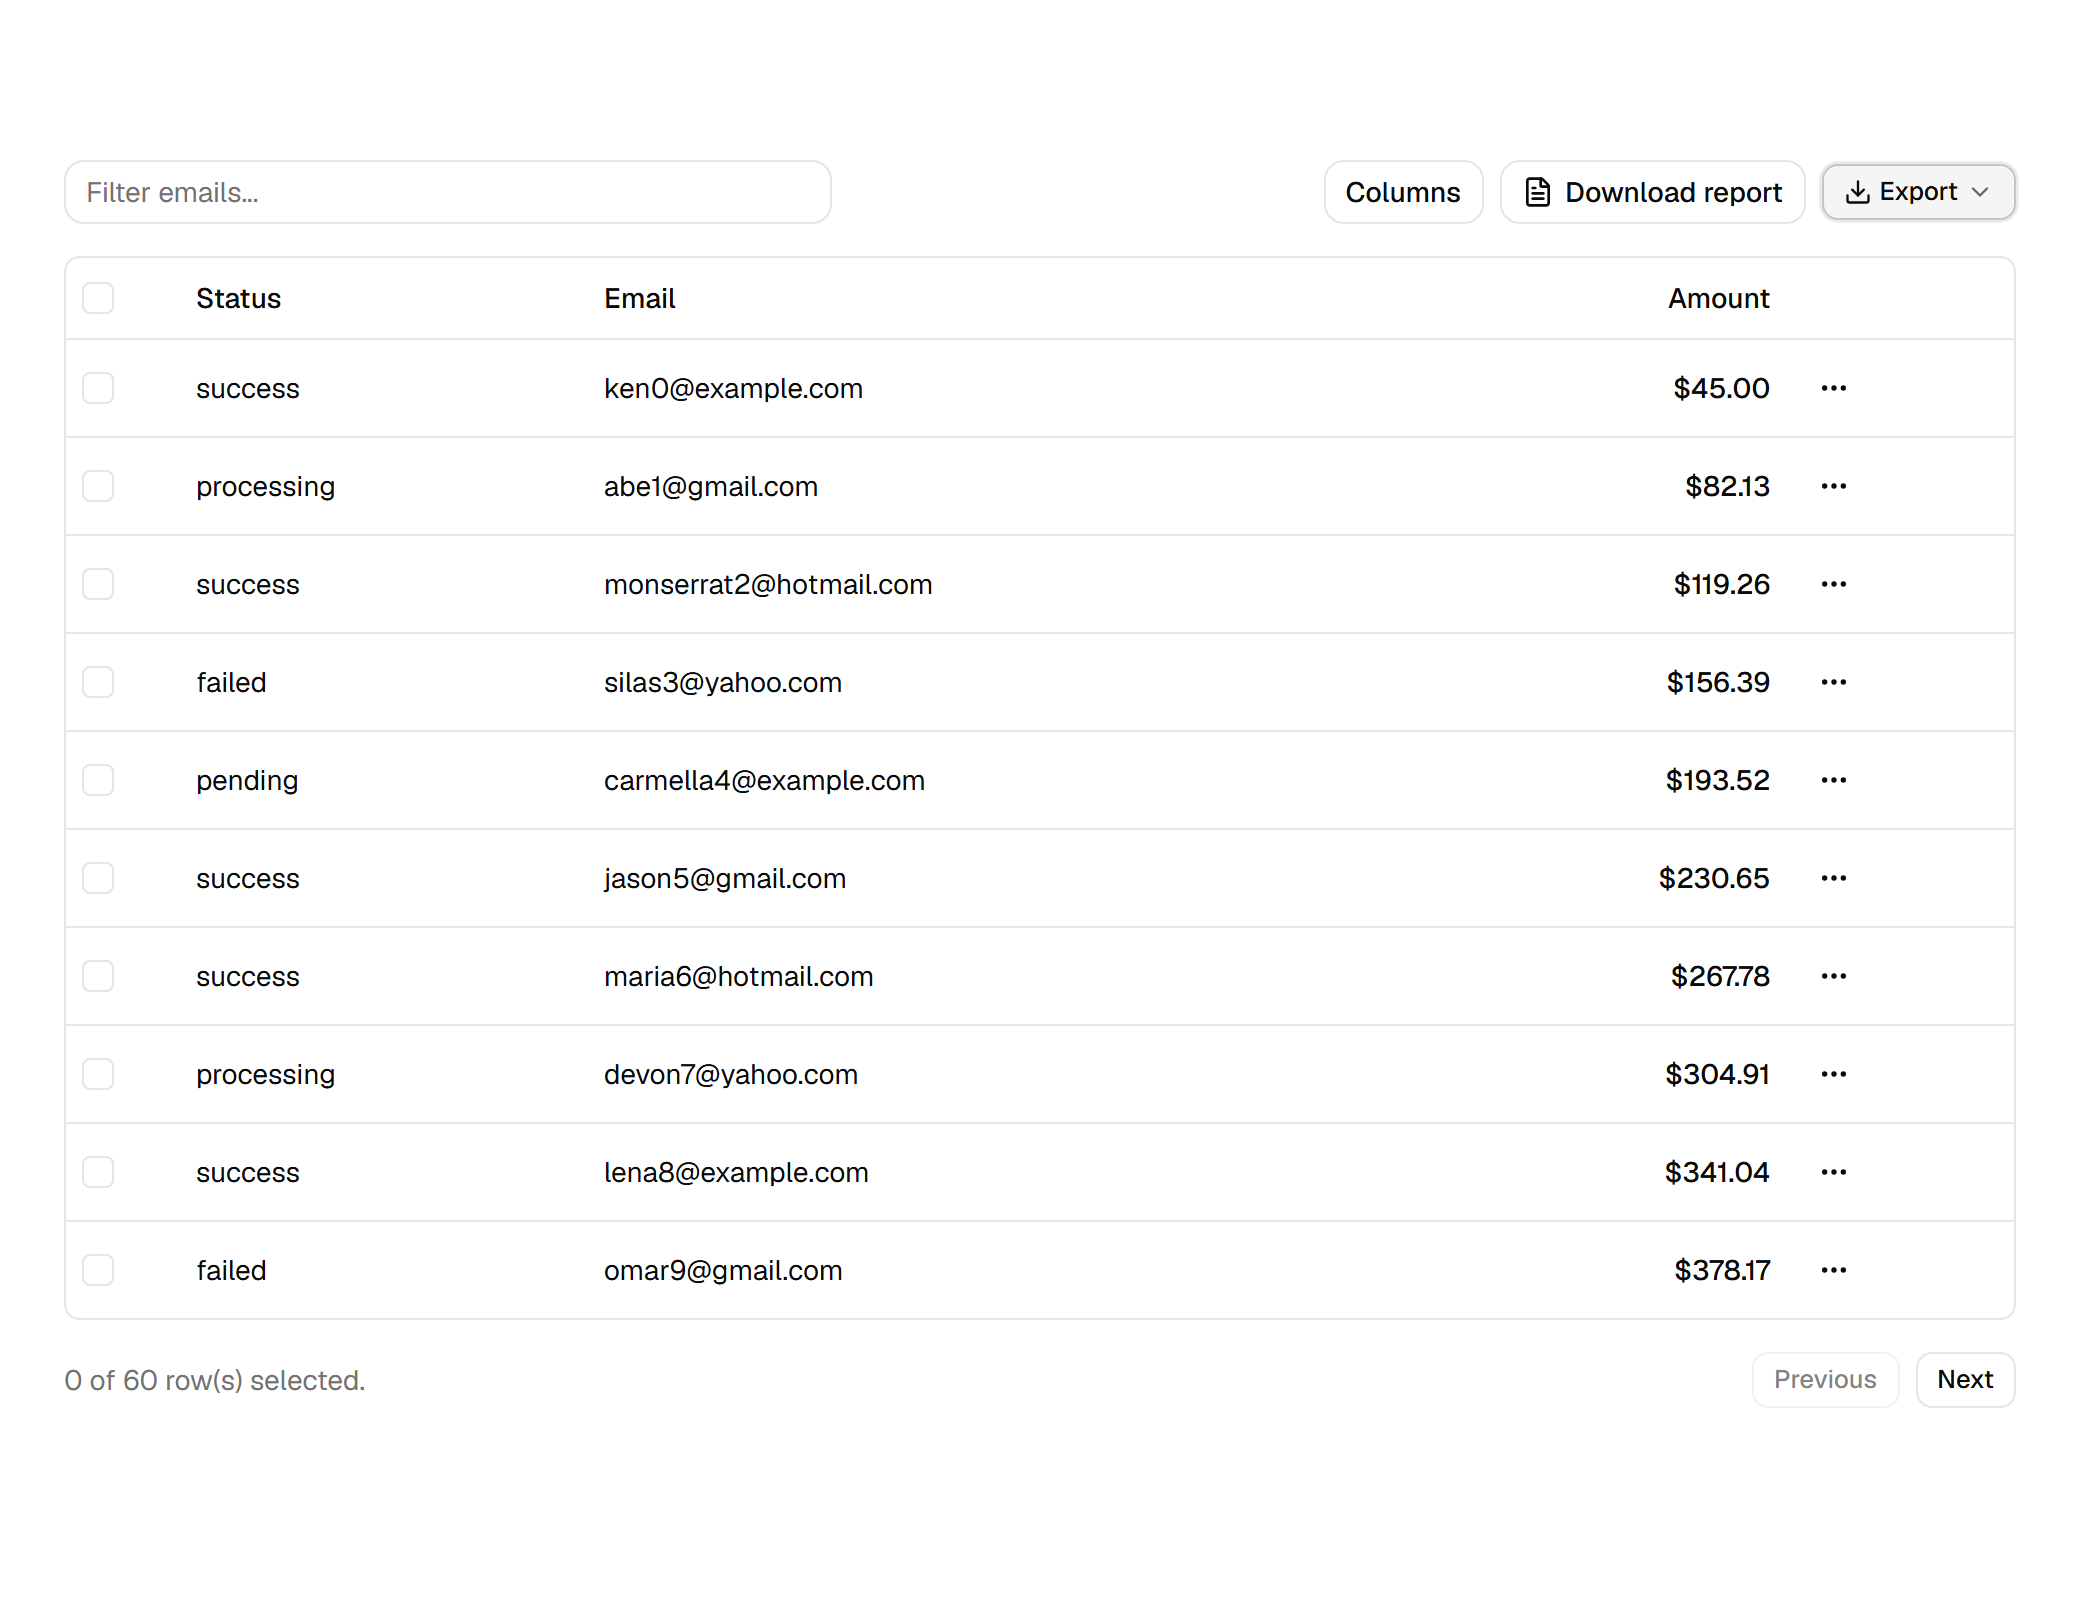 Filter emails...
Columns
Download report
Export
Status Email Amount
success ken0@example.com $45.00
processing abe1@gmail.com $82.13
success monserrat2@hotmail.com $119.26
failed silas3@yahoo.com $156.39
pending carmella4@example.com $193.52
success jason5@gmail.com $230.65
success maria6@hotmail.com $267.78
processing devon7@yahoo.com $304.91
success lena8@example.com $341.04
failed omar9@gmail.com $378.17
0 of 60 row(s) selected.
Previous
Next